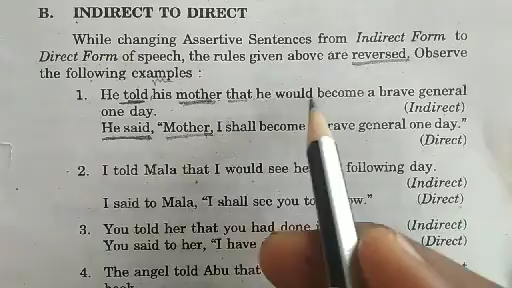 B. INDIRECT TO DIRECT
While changing Assertive Sentences from Indirect Form to
Direct Form of speech, the rules given above are reversed. Observe
the following examples :
1. He told his mother that he would become a brave general
one day. (Indirect)
He said, “Mother, I shall become rave general one day.”
(Direct)
2. I told Mala that I would see he following day.
(Indirect)
I said to Mala, “I shall see you to w.” (Direct)
3. You told her that you had done (Indirect)
You said to her, “I have (Direct)
4. The angel told Abu that